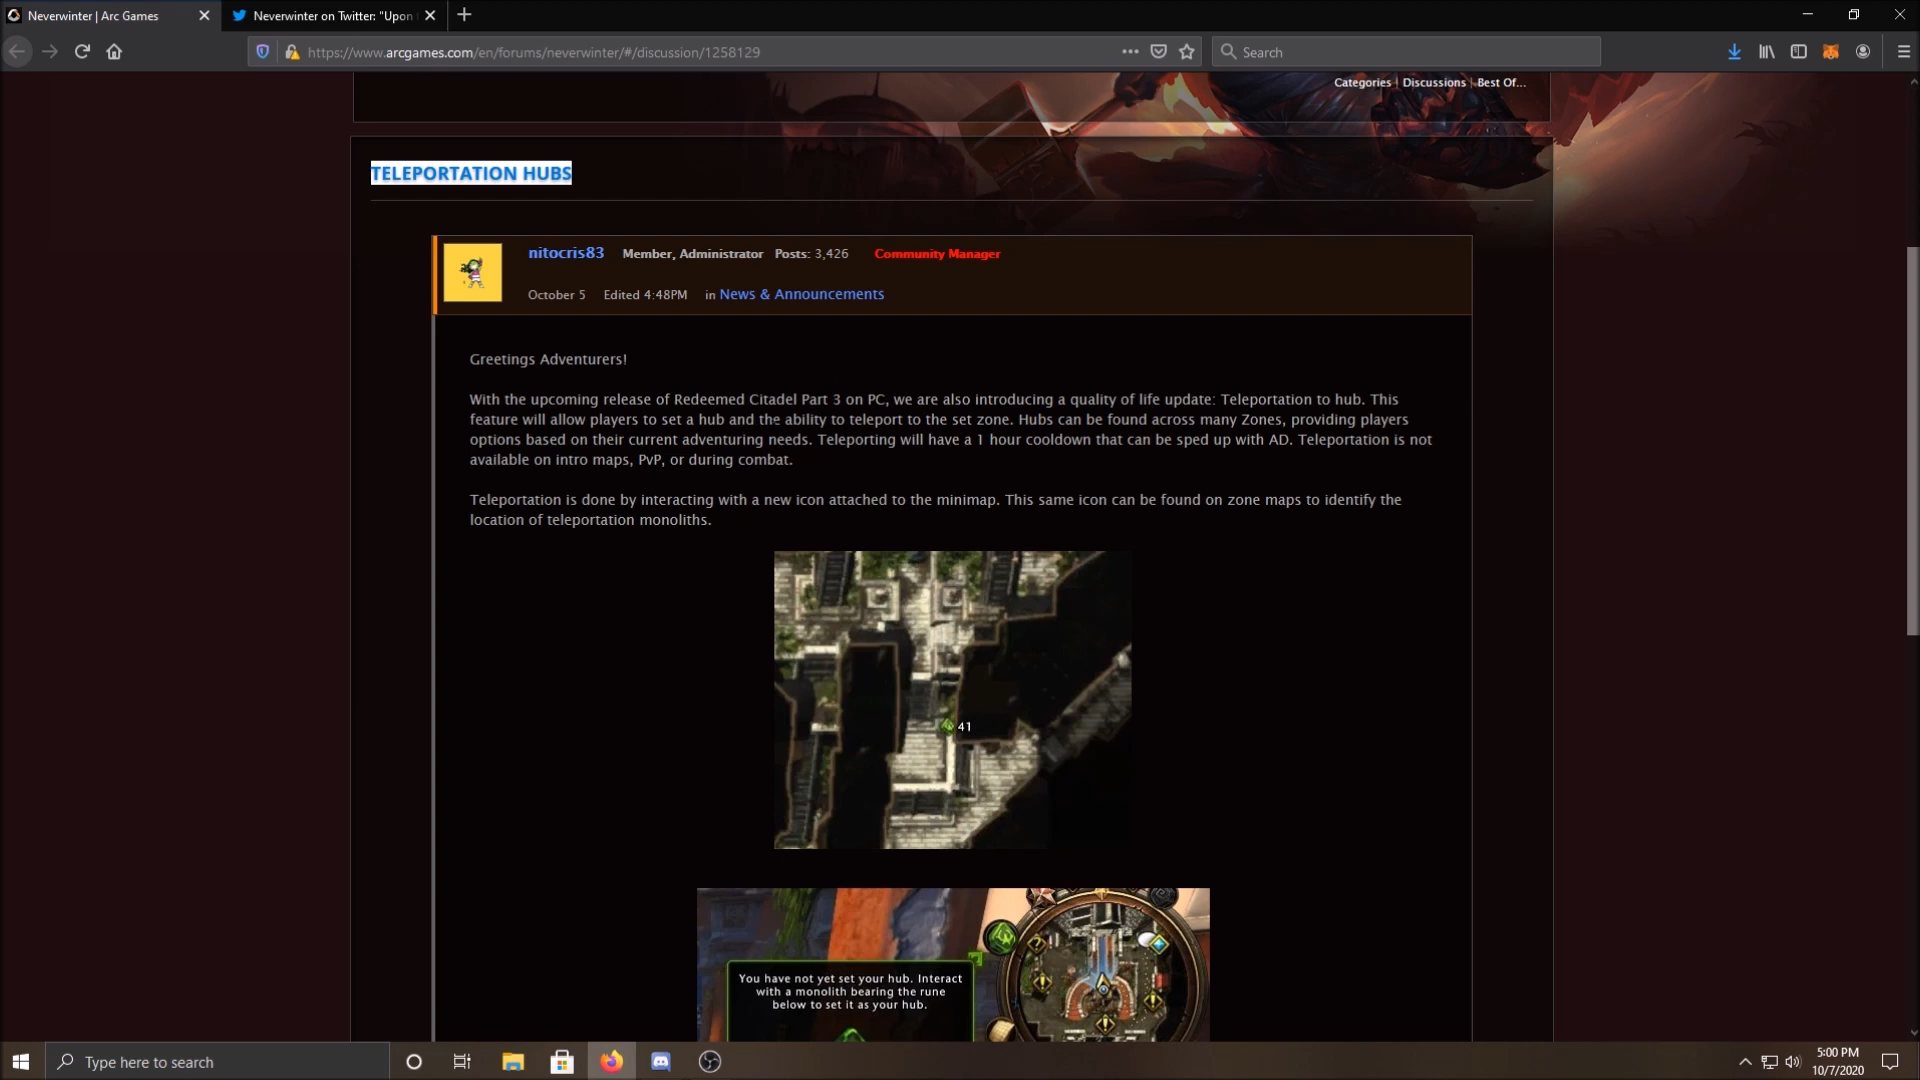 Neverwinter | Arc Games
Neverwinter on Twitter: "Upon
https://www.arcgames.com/en/forums/neverwinter/#/discussion/1258129
Search
Categories | Discussions | Best Of...
TELEPORTATION HUBS
nitocris83 Member, Administrator Posts: 3,426 Community Manager
October 5 Edited 4:48PM in News & Announcements
Greetings Adventurers!
With the upcoming release of Redeemed Citadel Part 3 on PC, we are also introducing a quality of life update: Teleportation to hub. This
feature will allow players to set a hub and the ability to teleport to the set zone. Hubs can be found across many Zones, providing players
options based on their current adventuring needs. Teleporting will have a 1 hour cooldown that can be sped up with AD. Teleportation is not
available on intro maps, PvP, or during combat.
Teleportation is done by interacting with a new icon attached to the minimap. This same icon can be found on zone maps to identify the
location of teleportation monoliths.
41
You have not yet set your hub. Interact
with a monolith bearing the rune
below to set it as your hub.
Type here to search
5:00 PM
10/7/2020